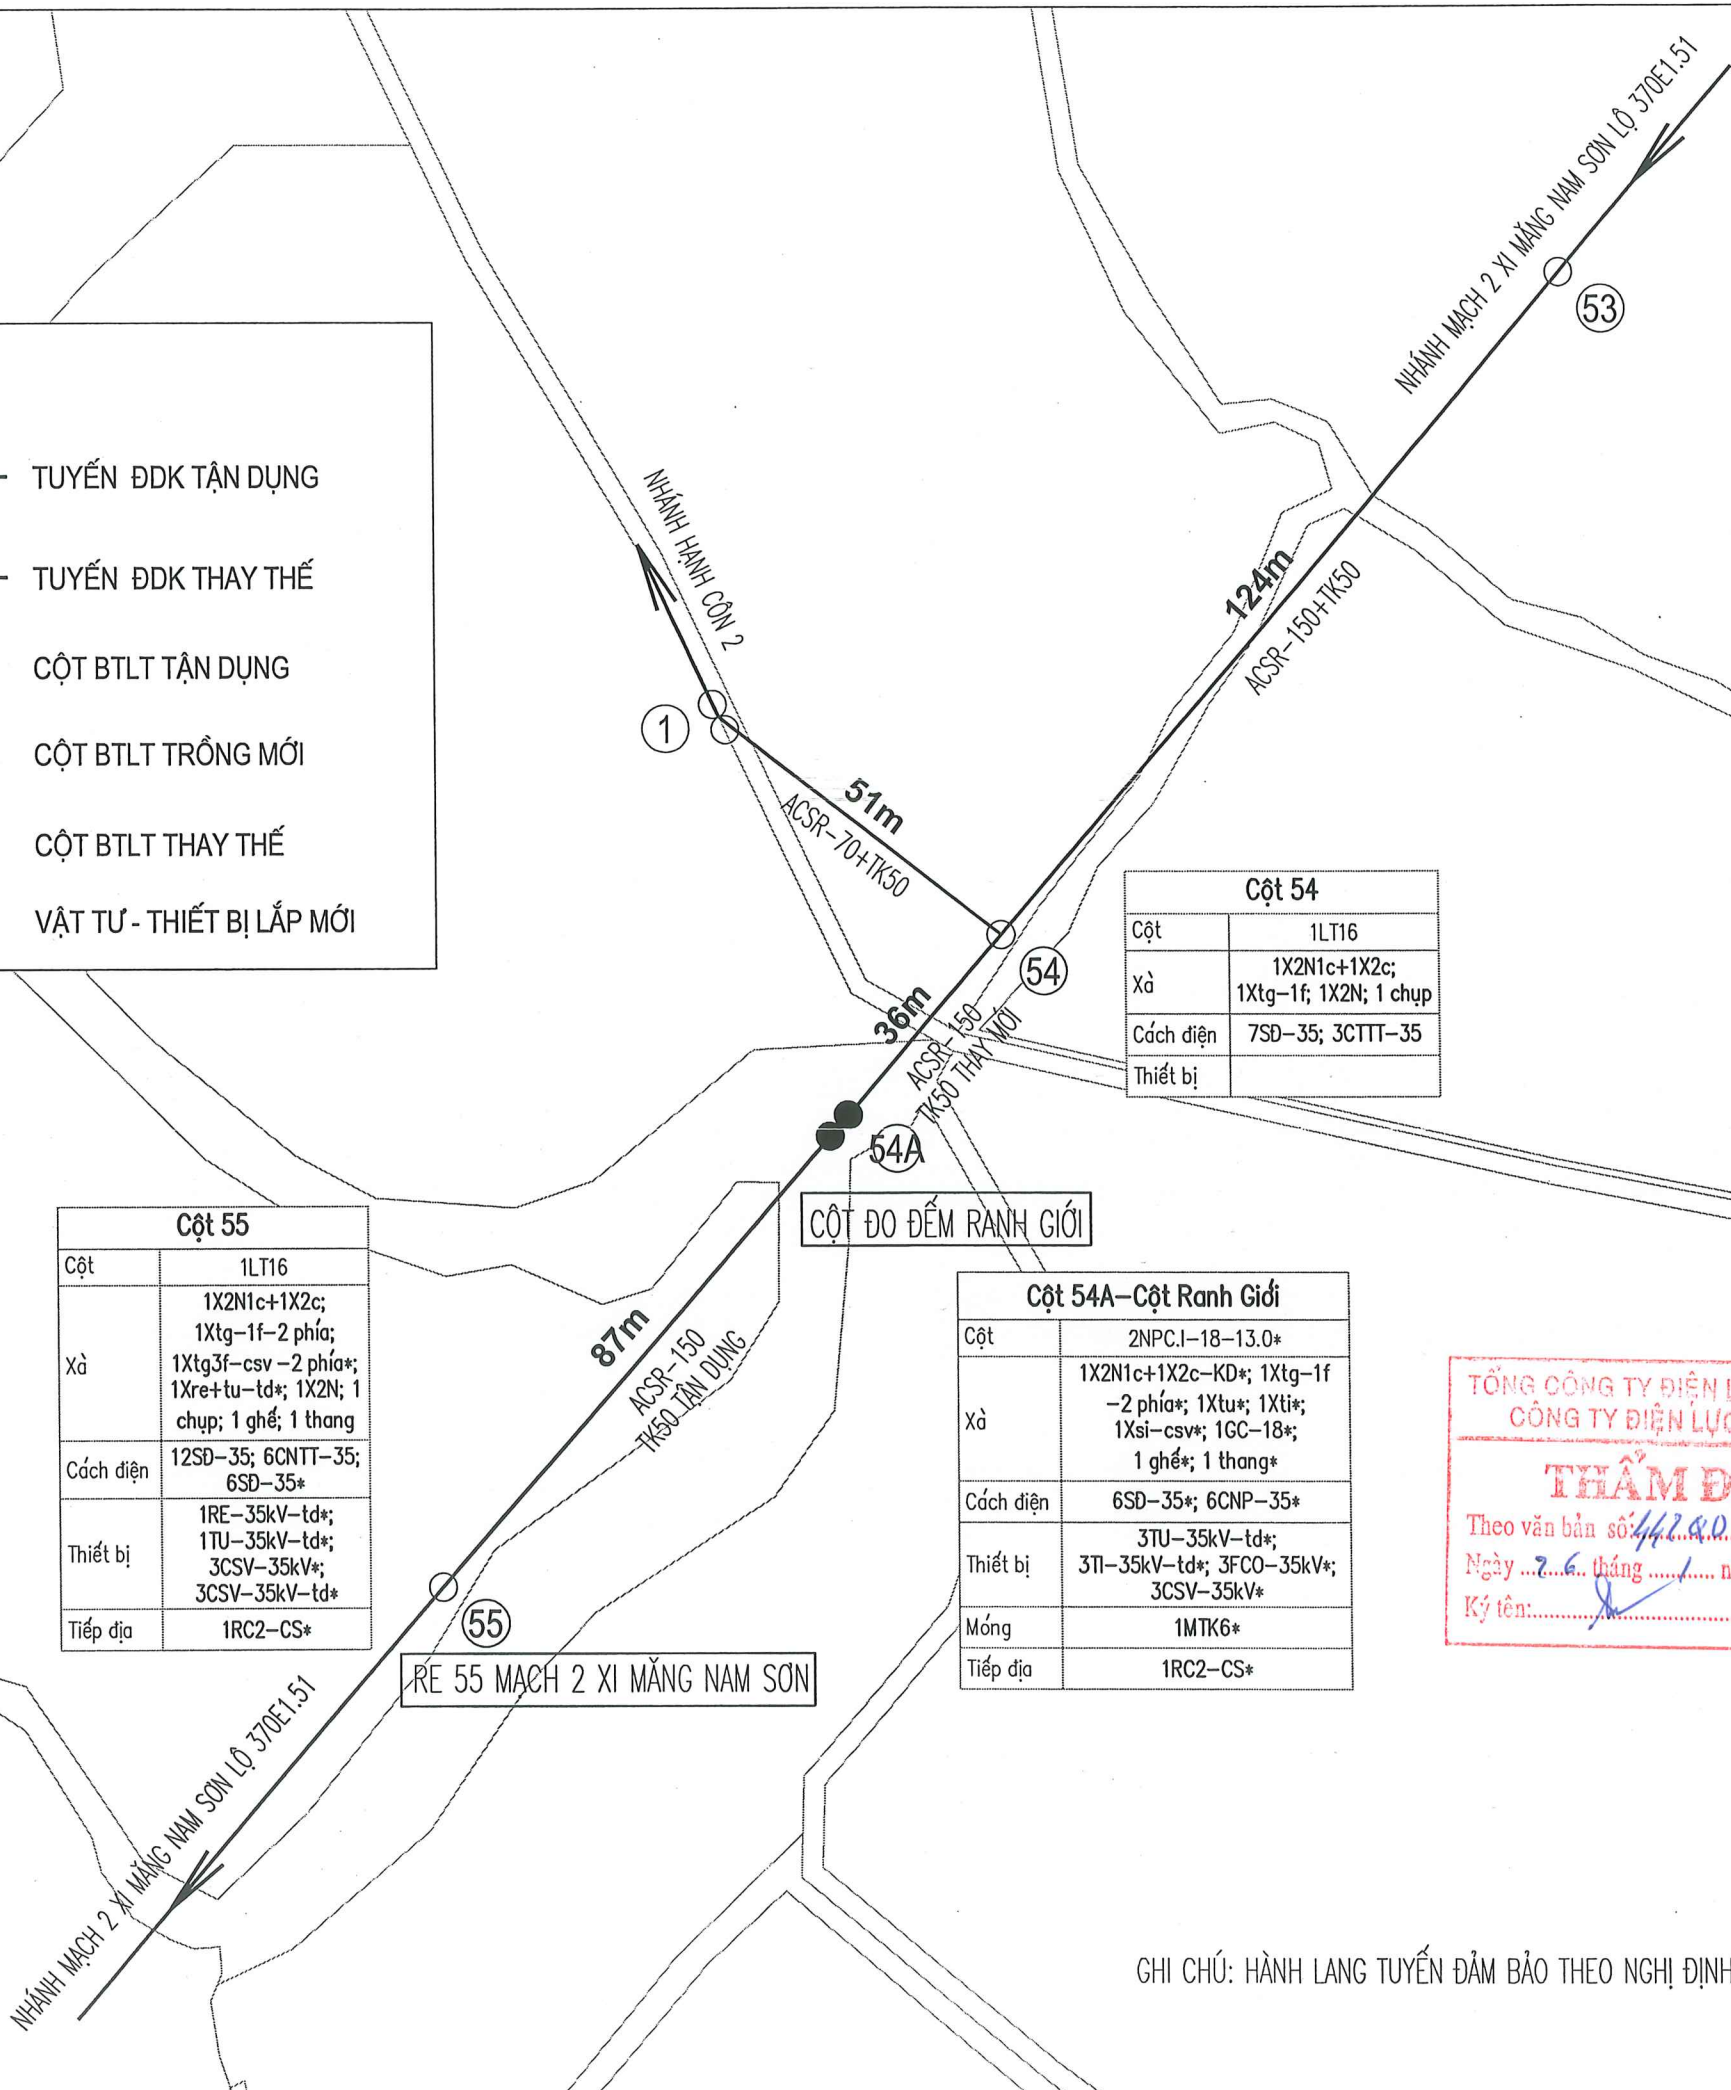 NHÁNH MẠCH 2 XI MĂNG NAM SƠN LỘ 370E1.51
53
TUYẾN ĐDK TẬN DỤNG
TUYẾN ĐDK THAY THẾ
CỘT BTLT TẬN DỤNG
CỘT BTLT TRỒNG MỚI
CỘT BTLT THAY THẾ
VẬT TƯ - THIẾT BỊ LẮP MỚI
NHÁNH HẠNH CÔN 2
1
124m
ACSR-150+TK50
51m
ACSR-70+TK50
54
36m
ACSR-150
TK50 THAY MỚI
54A
CỘT ĐO ĐẾM RANH GIỚI
Cột 54
Cột 1LT16
Xà 1X2N1c+1X2c;
1Xtg-1f; 1X2N; 1 chụp
Cách điện 7SĐ-35; 3CTTT-35
Thiết bị
Cột 55
Cột 1LT16
Xà 1X2N1c+1X2c;
1Xtg-1f-2 phía;
1Xtg3f-csv-2 phía*;
1Xre+tu-td*; 1X2N; 1
chụp; 1 ghế; 1 thang
Cách điện 12SĐ-35; 6CNTT-35;
6SĐ-35*
Thiết bị 1RE-35kV-td*;
1TU-35kV-td*;
3CSV-35kV*;
3CSV-35kV-td*
Tiếp địa 1RC2-CS*
87m
ACSR-150
TK50 TẬN DỤNG
55
RE 55 MẠCH 2 XI MĂNG NAM SƠN
Cột 54A-Cột Ranh Giới
Cột 2NPC.I-18-13.0*
Xà 1X2N1c+1X2c-KD*; 1Xtg-1f
-2 phía*; 1Xtu*; 1Xti*;
1Xsi-csv*; 1GC-18*;
1 ghế*; 1 thang*
Cách điện 6SĐ-35*; 6CNP-35*
Thiết bị 3TU-35kV-td*;
3TI-35kV-td*; 3FCO-35kV*;
3CSV-35kV*
Móng 1MTK6*
Tiếp địa 1RC2-CS*
TỔNG CÔNG TY ĐIỆN
CÔNG TY ĐIỆN LỰC
THẨM Đ
Theo văn bản số:
Ngày 26 tháng 1 n
Ký tên:
NHÁNH MẠCH 2 XI MĂNG NAM SƠN LỘ 370E1.51
GHI CHÚ: HÀNH LANG TUYẾN ĐẢM BẢO THEO NGHỊ ĐỊNH